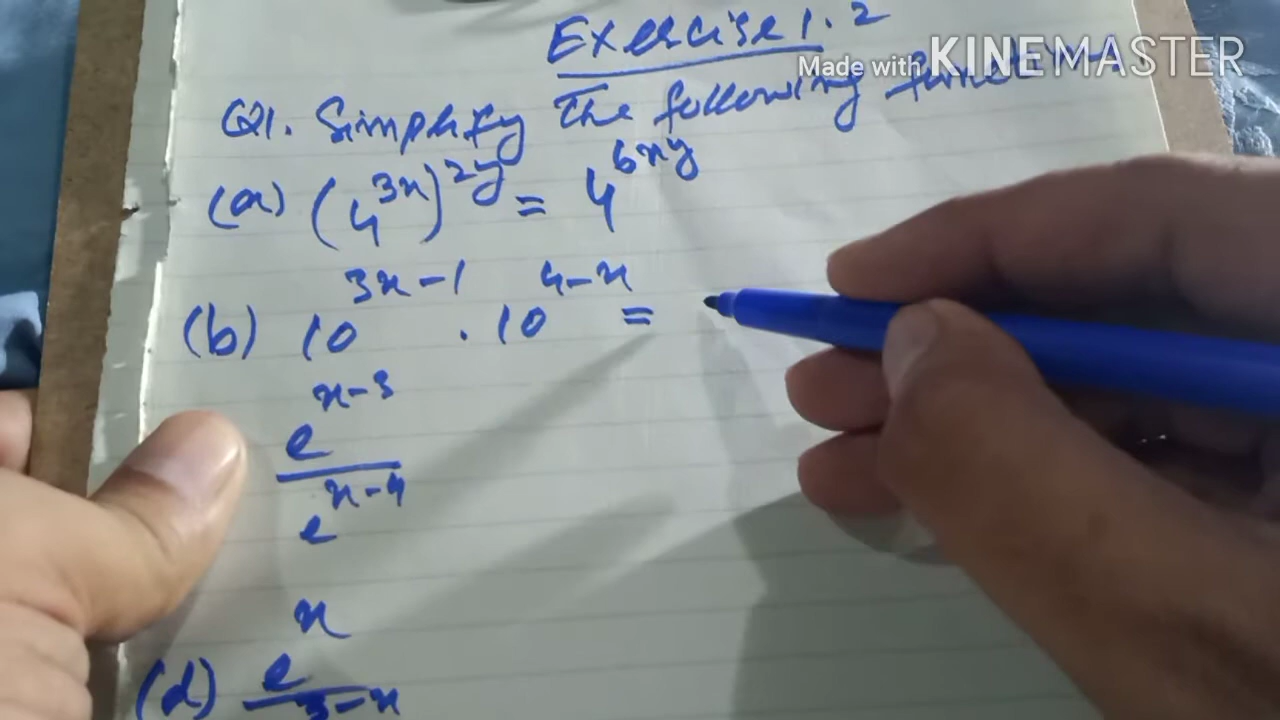 Exercise 1.2
Made with KINEMASTER
Q1. Simplify The following
(a) (4^3x)^2y = 4^6xy
(b) 10^3x-1 . 10^4-x =
e^x-3
e^x-4
(d) e^x
3-x